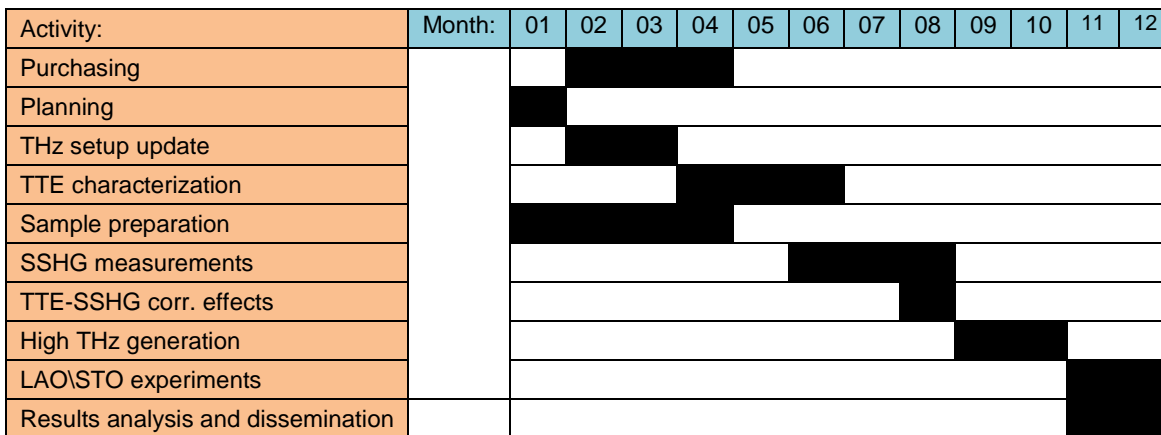 Activity: Month: 01 02 03 04 05 06 07 08 09 10 11 12
Purchasing
Planning
THz setup update
TTE characterization
Sample preparation
SSHG measurements
TTE-SSHG corr. effects
High THz generation
LAO\STO experiments
Results analysis and dissemination